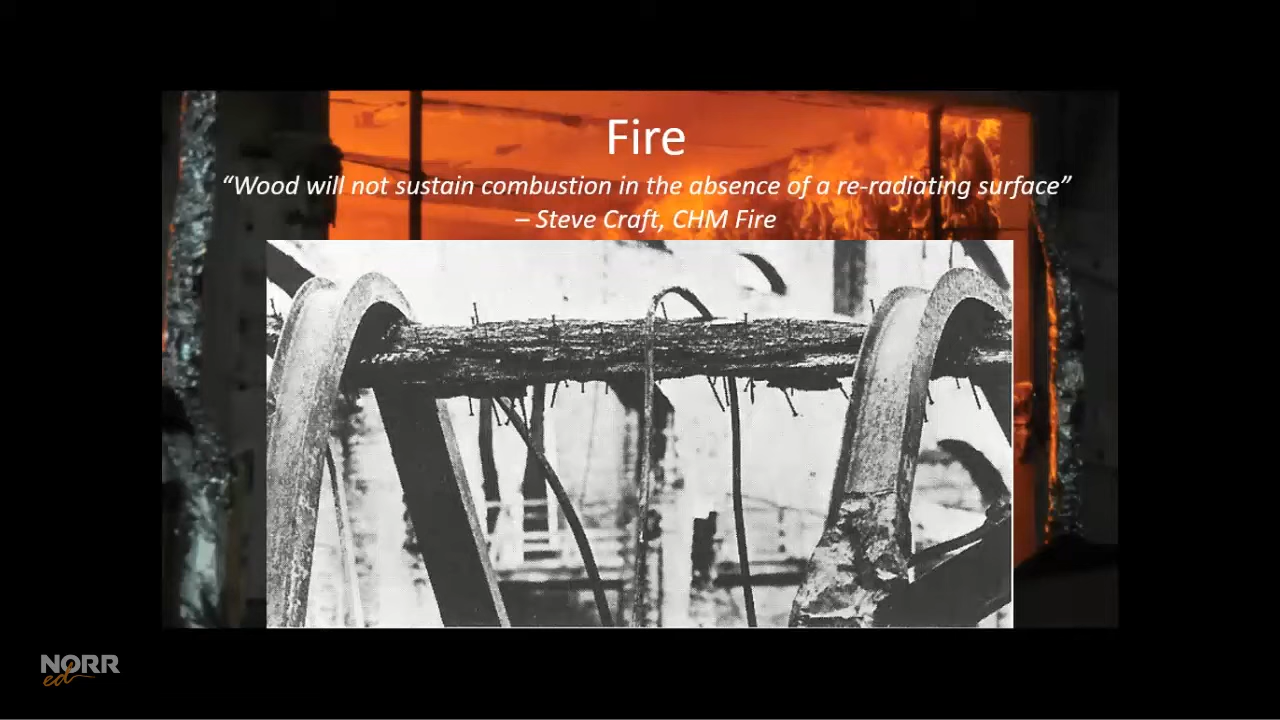 Fire
“Wood will not sustain combustion in the absence of a re-radiating surface”
– Steve Craft, CHM Fire
NORR
ed